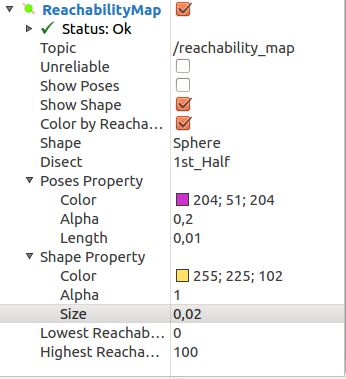 ReachabilityMap
Status: Ok
Topic /reachability_map
Unreliable
Show Poses
Show Shape
Color by Reacha…
Shape Sphere
Disect 1st_Half
Poses Property
Color 204; 51; 204
Alpha 0,2
Length 0,01
Shape Property
Color 255; 225; 102
Alpha 1
Size 0,02
Lowest Reachab… 0
Highest Reacha… 100